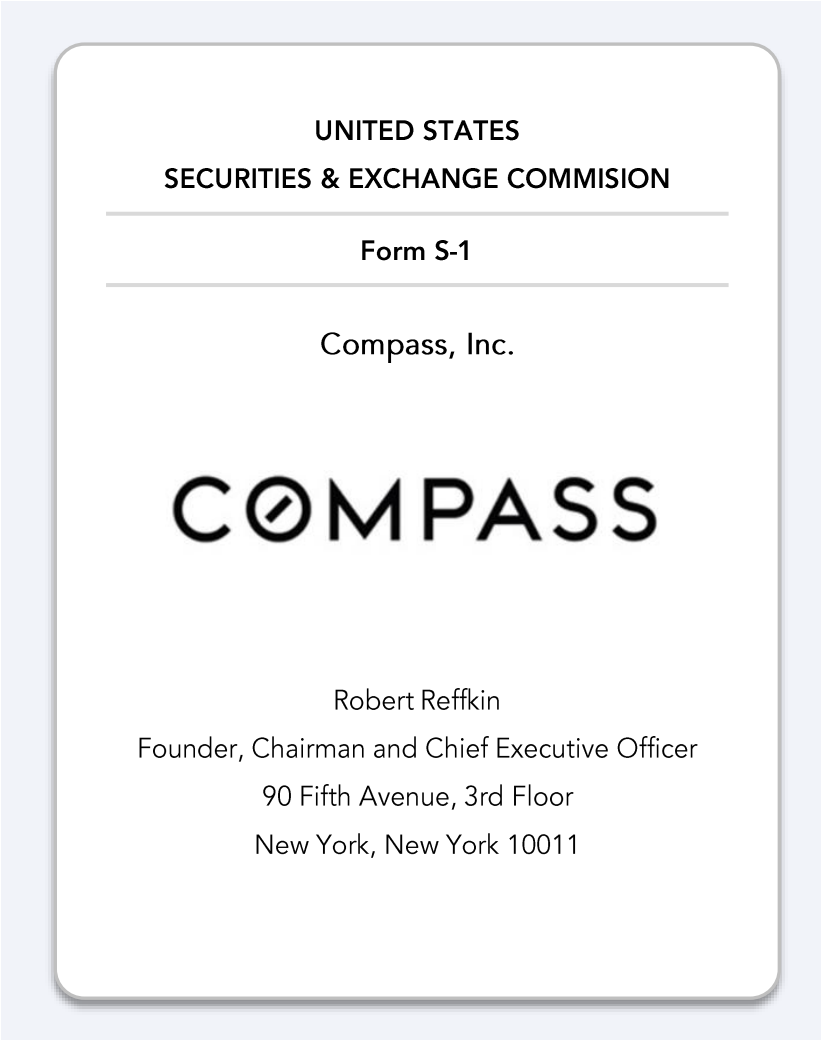 UNITED STATES
SECURITIES & EXCHANGE COMMISION
Form S-1
Compass, Inc.
COMPASS
Robert Reffkin
Founder, Chairman and Chief Executive Officer
90 Fifth Avenue, 3rd Floor
New York, New York 10011